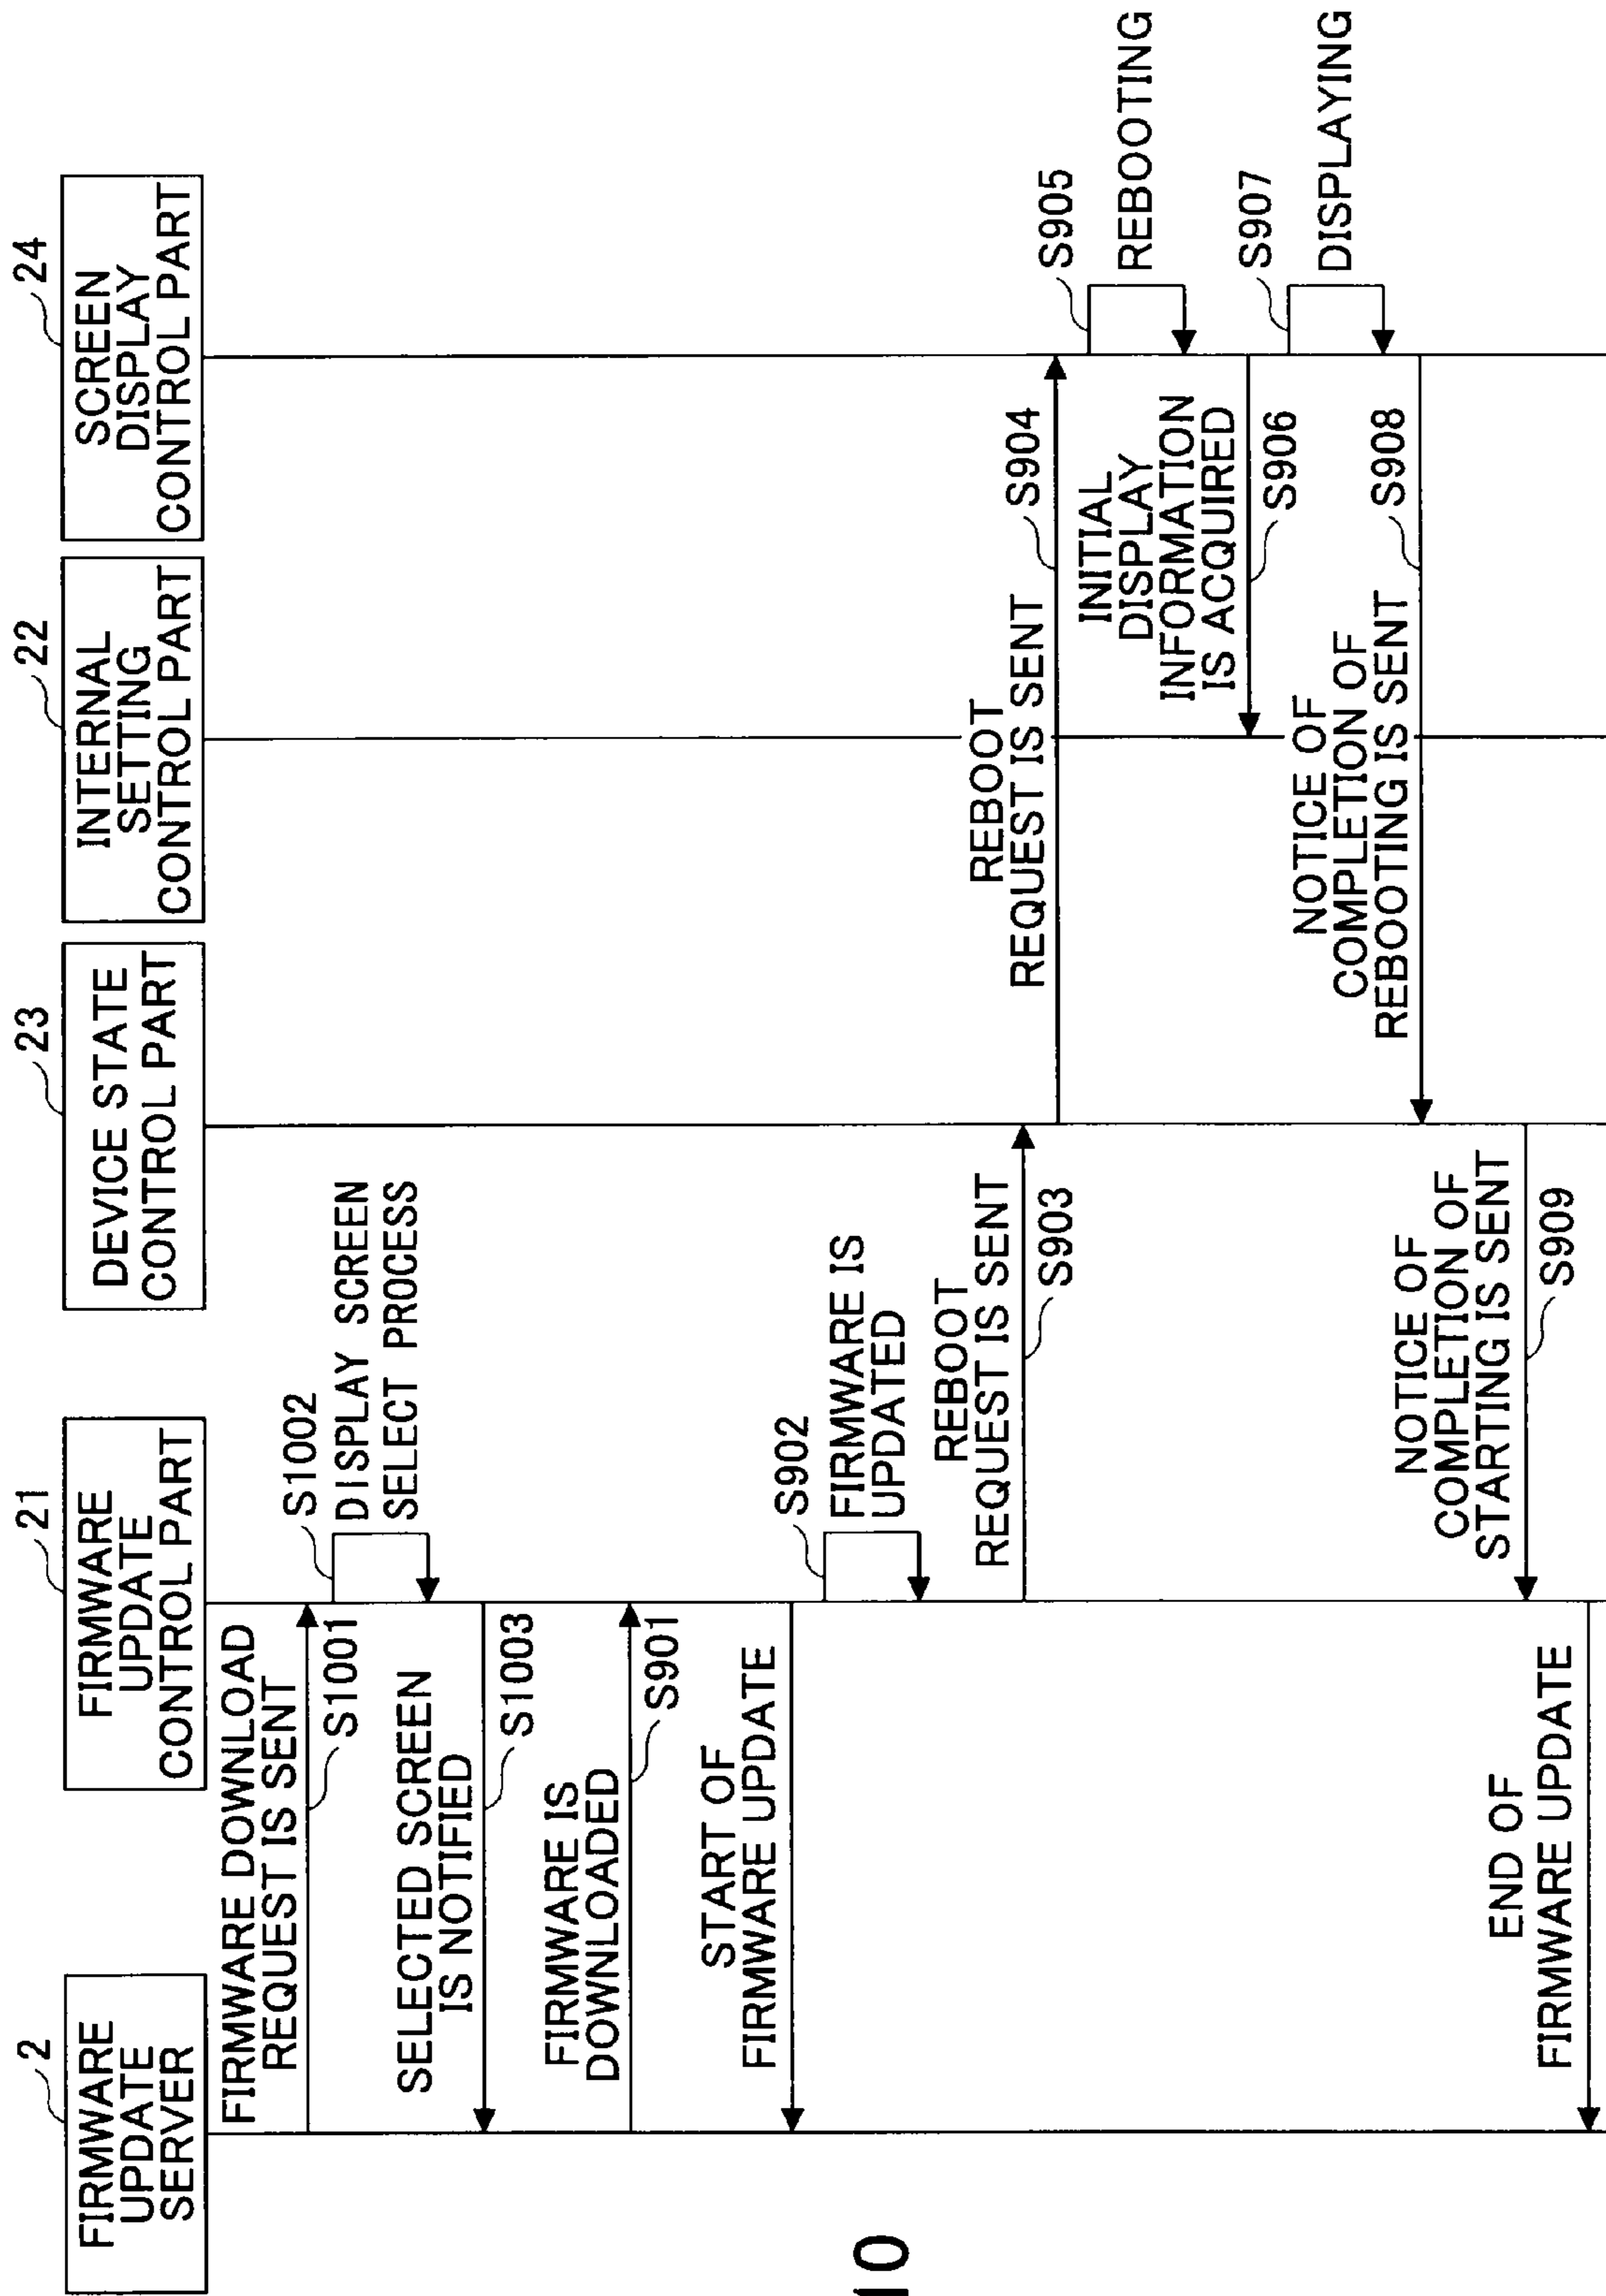 2
FIRMWARE
UPDATE
SERVER
21
FIRMWARE
UPDATE
CONTROL PART
23
DEVICE STATE
CONTROL PART
22
INTERNAL
SETTING
CONTROL PART
24
SCREEN
DISPLAY
CONTROL PART
FIRMWARE DOWNLOAD
REQUEST IS SENT
S1001
S1002
DISPLAY SCREEN
SELECT PROCESS
SELECTED SCREEN
IS NOTIFIED
S1003
FIRMWARE IS
DOWNLOADED
S901
START OF
FIRMWARE UPDATE
S902
FIRMWARE IS
UPDATED
REBOOT
REQUEST IS SENT
S903
REBOOT
REQUEST IS SENT
S904
S905
REBOOTING
INITIAL
DISPLAY
INFORMATION
IS ACQUIRED
S906
S907
DISPLAYING
NOTICE OF
COMPLETION OF
REBOOTING IS SENT
S908
NOTICE OF
COMPLETION OF
STARTING IS SENT
S909
END OF
FIRMWARE UPDATE
10